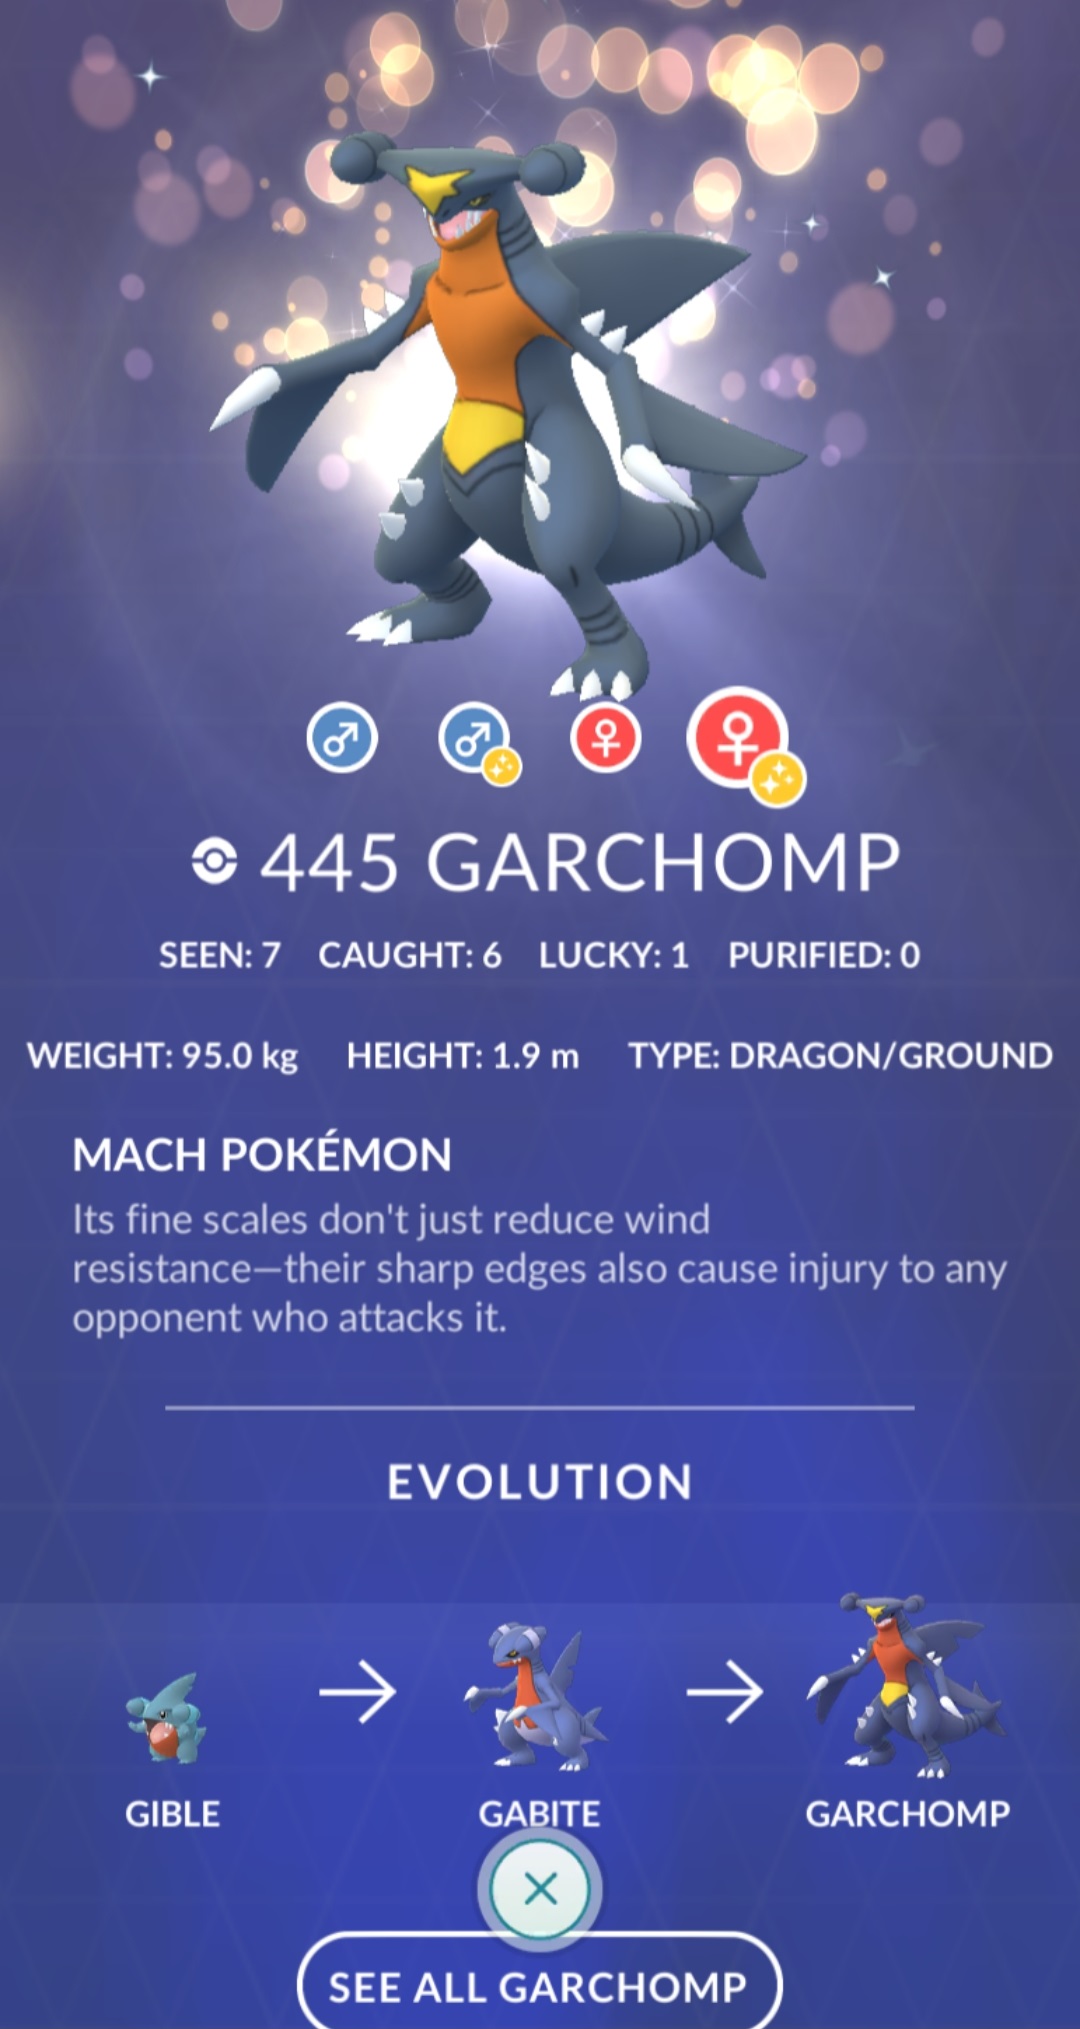 445 GARCHOMP
SEEN: 7 CAUGHT: 6 LUCKY: 1 PURIFIED: 0
WEIGHT: 95.0 kg HEIGHT: 1.9 m TYPE: DRAGON/GROUND
MACH POKÉMON
Its fine scales don't just reduce wind
resistance—their sharp edges also cause injury to any
opponent who attacks it.
EVOLUTION
GIBLE GABITE GARCHOMP
SEE ALL GARCHOMP